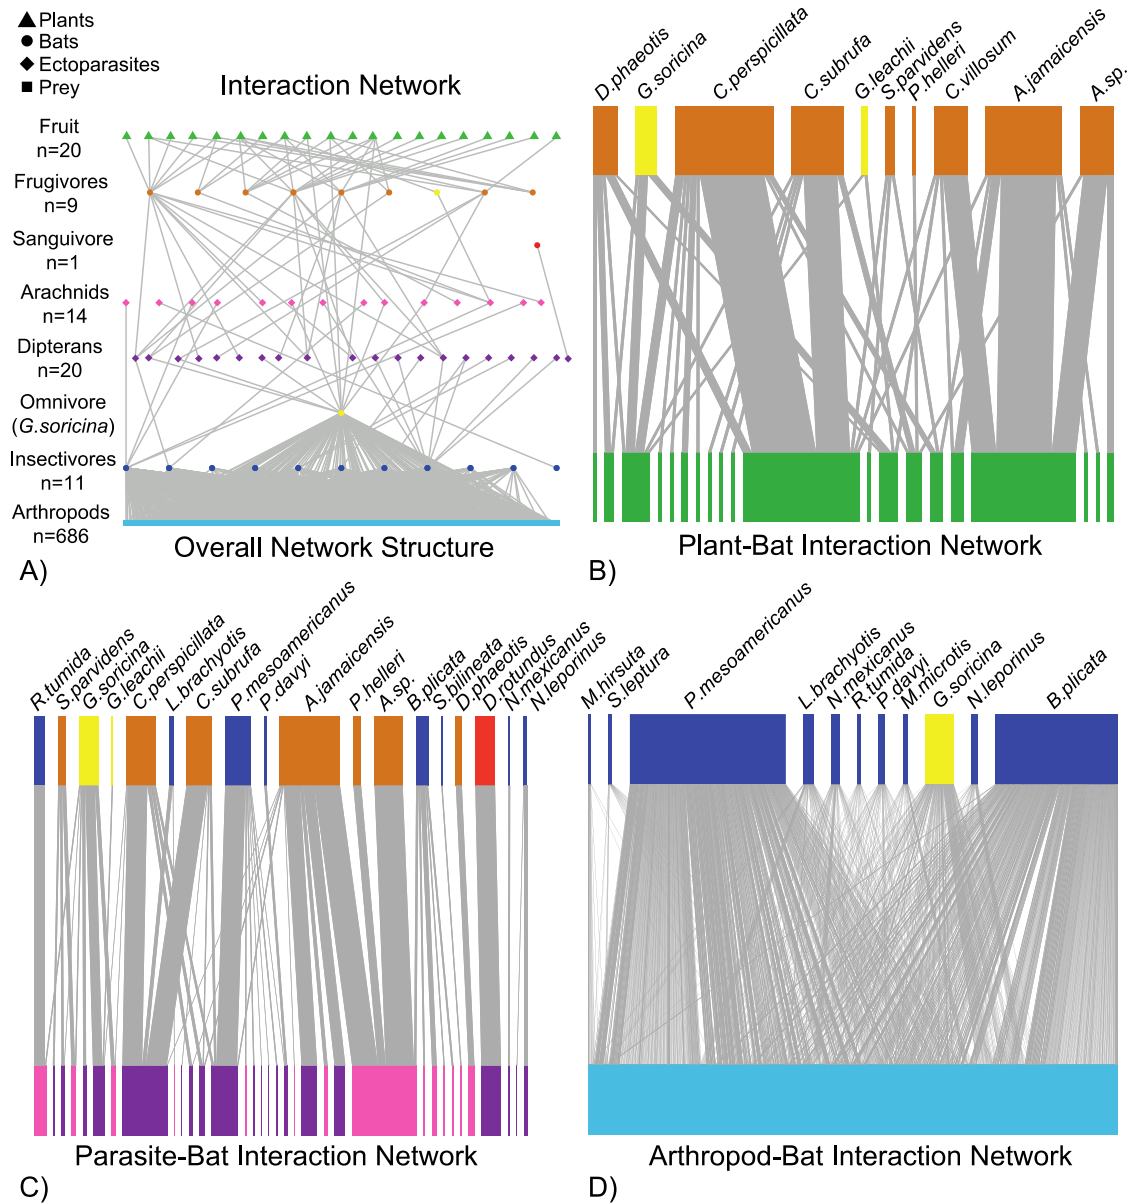 Plants
Bats
Ectoparasites
Prey
Interaction Network
Fruit
n=20
Frugivores
n=9
Sanguivore
n=1
Arachnids
n=14
Dipterans
n=20
Omnivore
(G.soricina)
Insectivores
n=11
Arthropods
n=686
Overall Network Structure
A)
D.phaeotis
G.soricina
C.perspicillata
C.subrufa
G.leachii
S.parvidens
P.helleri
C.villosum
A.jamaicensis
A.sp.
Plant-Bat Interaction Network
B)
R.tumida
S.parvidens
G.soricina
G.leachii
C.perspicillata
L.brachyotis
C.subrufa
P.mesoamericanus
P.davyi
A.jamaicensis
P.helleri
A.sp.
B.plicata
S.bilineata
D.phaeotis
D.rotundus
N.mexicanus
N.leporinus
Parasite-Bat Interaction Network
C)
M.hirsuta
S.leptura
P.mesoamericanus
L.brachyotis
N.mexicanus
R.tumida
P.davyi
M.microtis
G.soricina
N.leporinus
B.plicata
Arthropod-Bat Interaction Network
D)